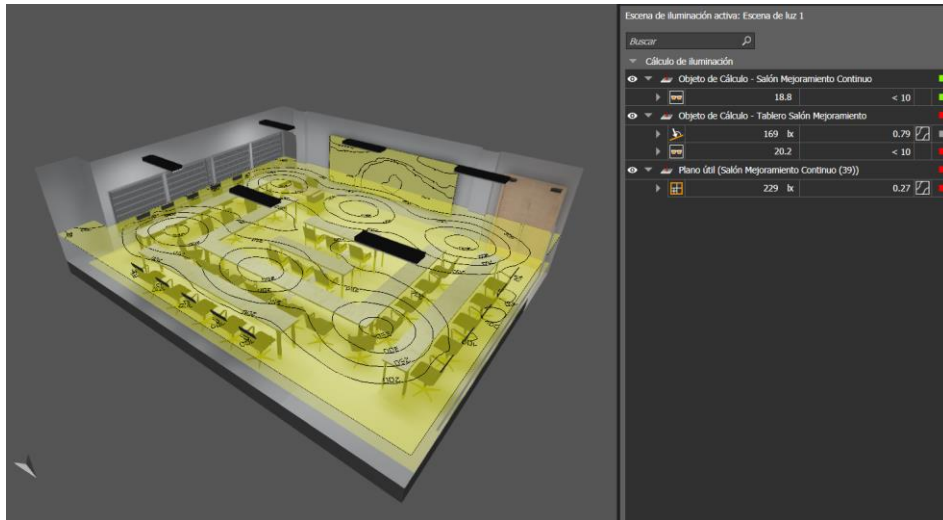 Escena de iluminación activa: Escena de luz 1
Buscar
Cálculo de iluminación
Objeto de Cálculo - Salón Mejoramiento Continuo
18.8 < 10
Objeto de Cálculo - Tablero Salón Mejoramiento
169 lx 0.79
20.2 < 10
Plano útil (Salón Mejoramiento Continuo (39))
229 lx 0.27